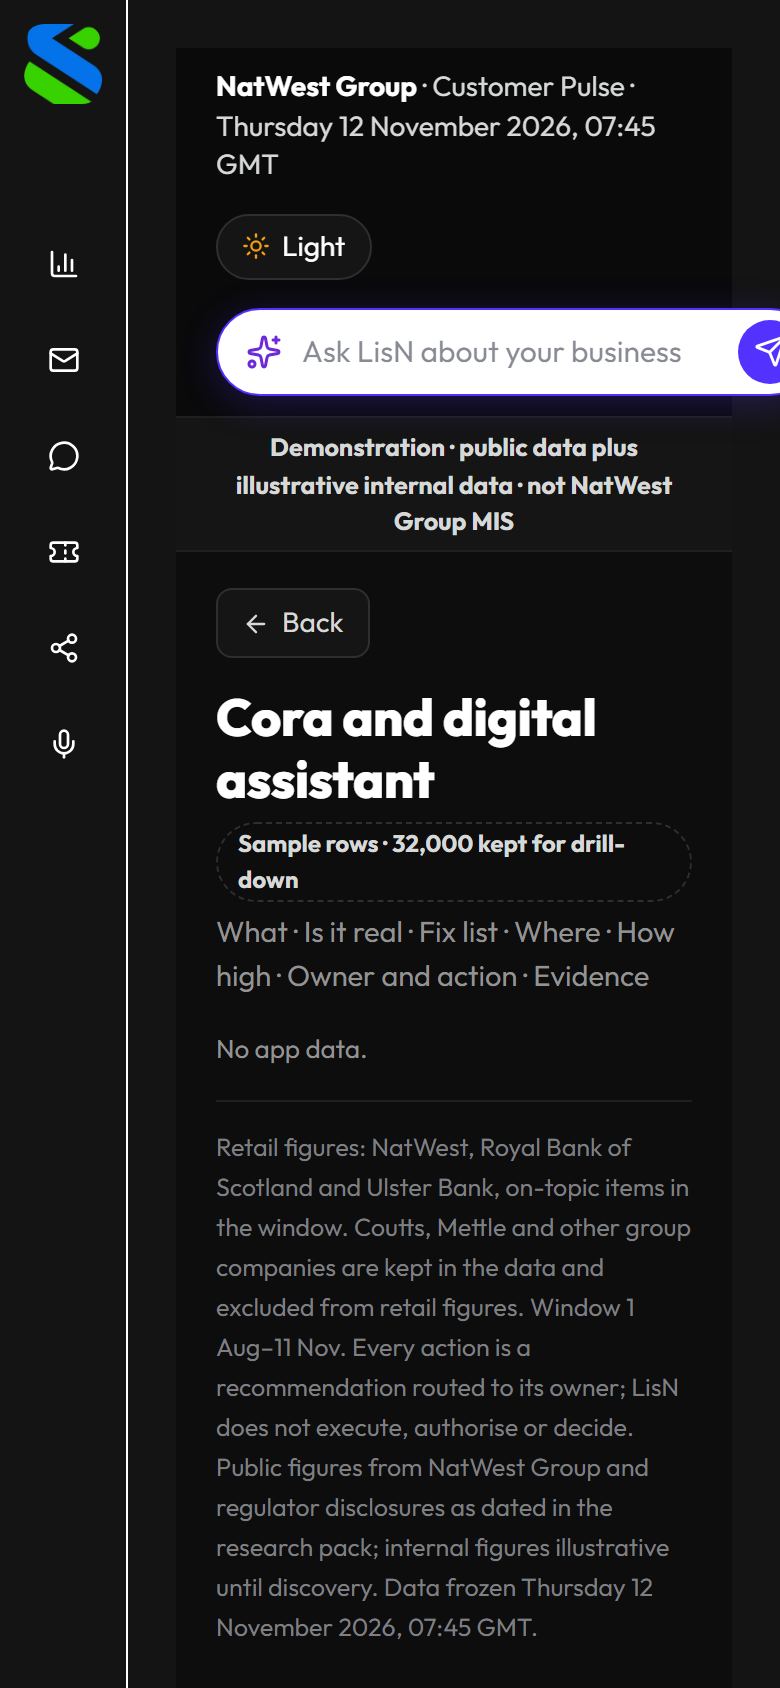 NatWest Group · Customer Pulse ·
Thursday 12 November 2026, 07:45
GMT
Light
Ask LisN about your business
Demonstration · public data plus
illustrative internal data · not NatWest
Group MIS
Back
Cora and digital
assistant
Sample rows · 32,000 kept for drill-
down
What · Is it real · Fix list · Where · How
high · Owner and action · Evidence
No app data.
Retail figures: NatWest, Royal Bank of
Scotland and Ulster Bank, on-topic items in
the window. Coutts, Mettle and other group
companies are kept in the data and
excluded from retail figures. Window 1
Aug–11 Nov. Every action is a
recommendation routed to its owner; LisN
does not execute, authorise or decide.
Public figures from NatWest Group and
regulator disclosures as dated in the
research pack; internal figures illustrative
until discovery. Data frozen Thursday 12
November 2026, 07:45 GMT.